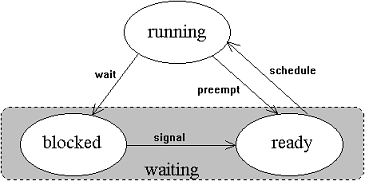 running
wait
schedule
preempt
blocked
signal
ready
waiting